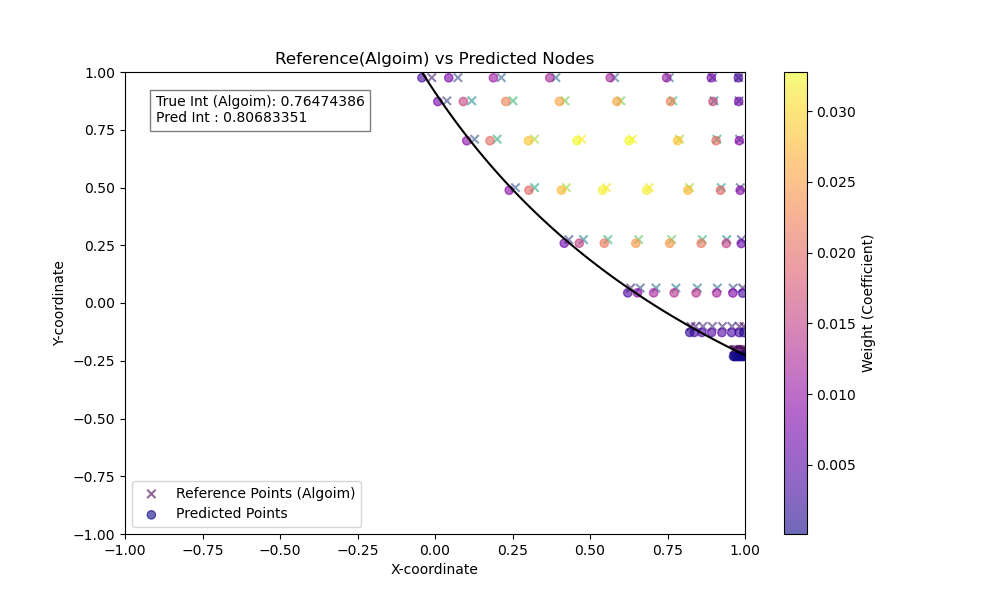 Reference(Algoim) vs Predicted Nodes
True Int (Algoim): 0.76474386
Pred Int : 0.80683351
1.00
0.75
0.50
0.25
0.00
−0.25
−0.50
−0.75
−1.00
Y-coordinate
Reference Points (Algoim)
Predicted Points
−1.00 −0.75 −0.50 −0.25 0.00 0.25 0.50 0.75 1.00
X-coordinate
0.030
0.025
0.020
0.015
0.010
0.005
Weight (Coefficient)